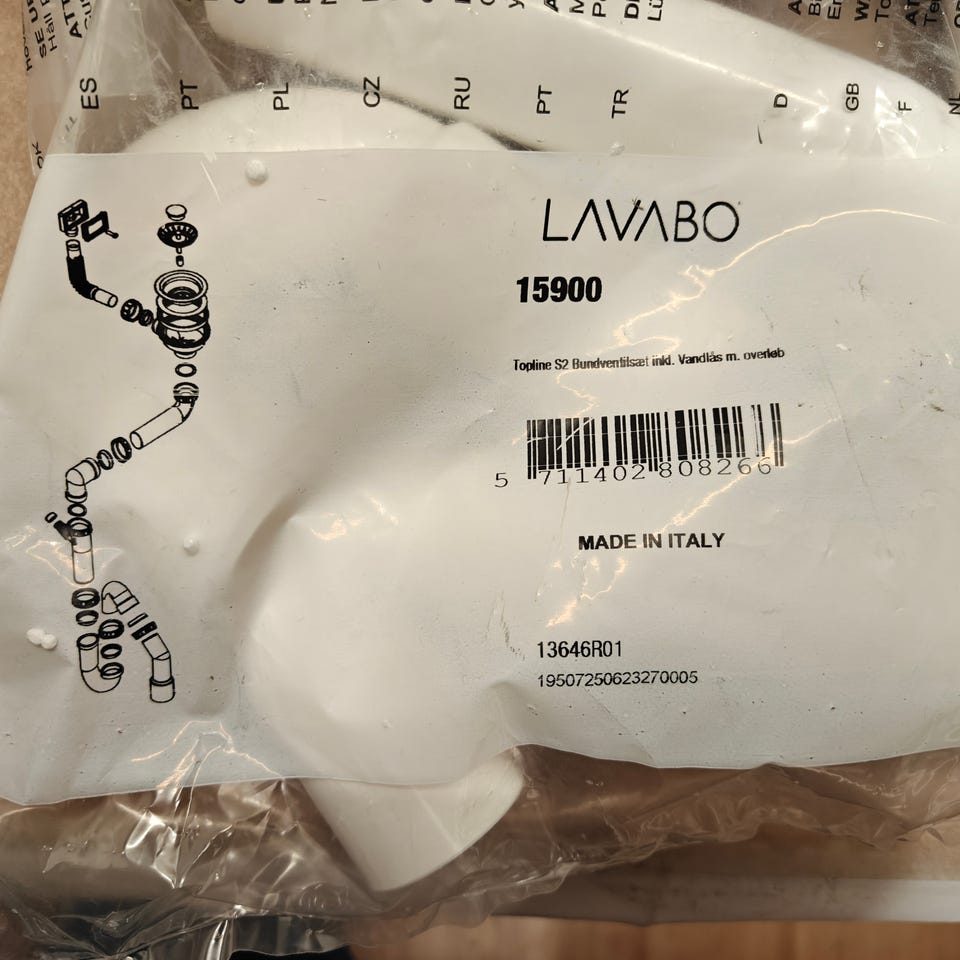 ES
PT
PL
CZ
RU
PT
TR
D
GB
F
LAVABO
15900
Topline S2 Bundventilsæt inkl. Vandlås m. overløb
5 711402 808266
MADE IN ITALY
13646R01
19507250623270005